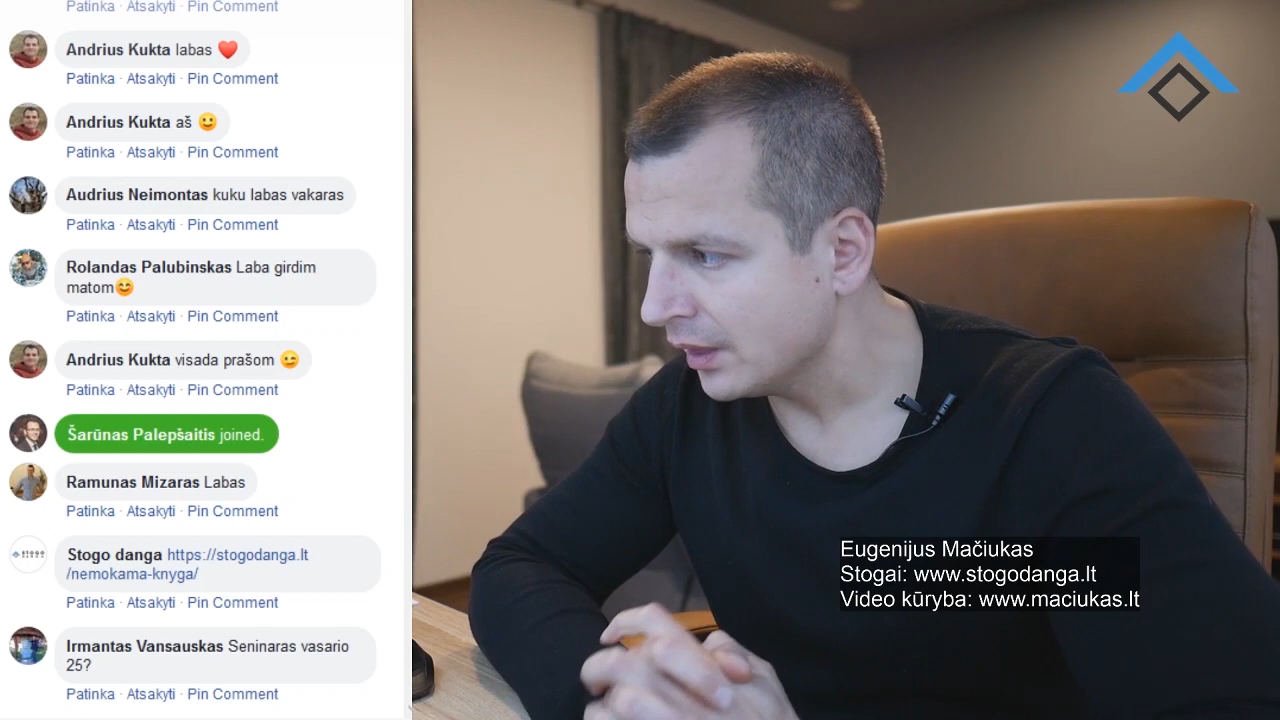 Patinka · Atsakyti · Pin Comment
Andrius Kukta labas ❤️
Patinka · Atsakyti · Pin Comment
Andrius Kukta aš 🙂
Patinka · Atsakyti · Pin Comment
Audrius Neimontas kuku labas vakaras
Patinka · Atsakyti · Pin Comment
Rolandas Palubinskas Laba girdim
matom😊
Patinka · Atsakyti · Pin Comment
Andrius Kukta visada prašom 😉
Patinka · Atsakyti · Pin Comment
Šarūnas Palepšaitis joined.
Ramunas Mizaras Labas
Patinka · Atsakyti · Pin Comment
Stogo danga https://stogodanga.lt
/nemokama-knyga/
Patinka · Atsakyti · Pin Comment
Irmantas Vansauskas Seninaras vasario
25?
Patinka · Atsakyti · Pin Comment
Eugenijus Mačiukas
Stogai: www.stogodanga.lt
Video kūryba: www.maciukas.lt